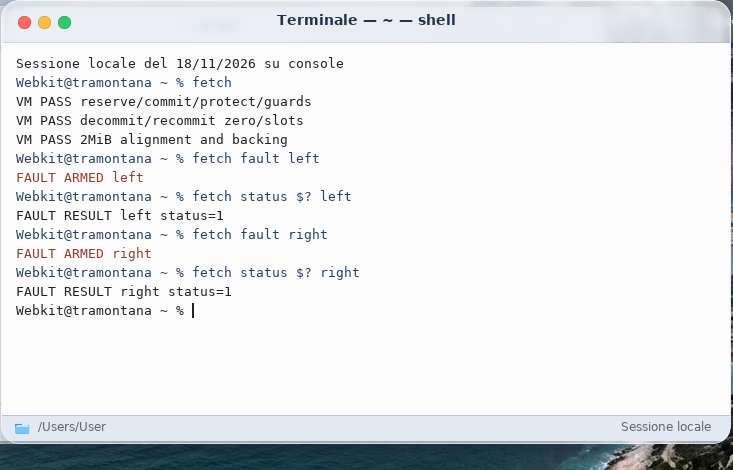 Terminale — ~ — shell
Sessione locale del 18/11/2026 su console
Webkit@tramontana ~ % fetch
VM PASS reserve/commit/protect/guards
VM PASS decommit/recommit zero/slots
VM PASS 2MiB alignment and backing
Webkit@tramontana ~ % fetch fault left
FAULT ARMED left
Webkit@tramontana ~ % fetch status $? left
FAULT RESULT left status=1
Webkit@tramontana ~ % fetch fault right
FAULT ARMED right
Webkit@tramontana ~ % fetch status $? right
FAULT RESULT right status=1
Webkit@tramontana ~ %
/Users/User
Sessione locale